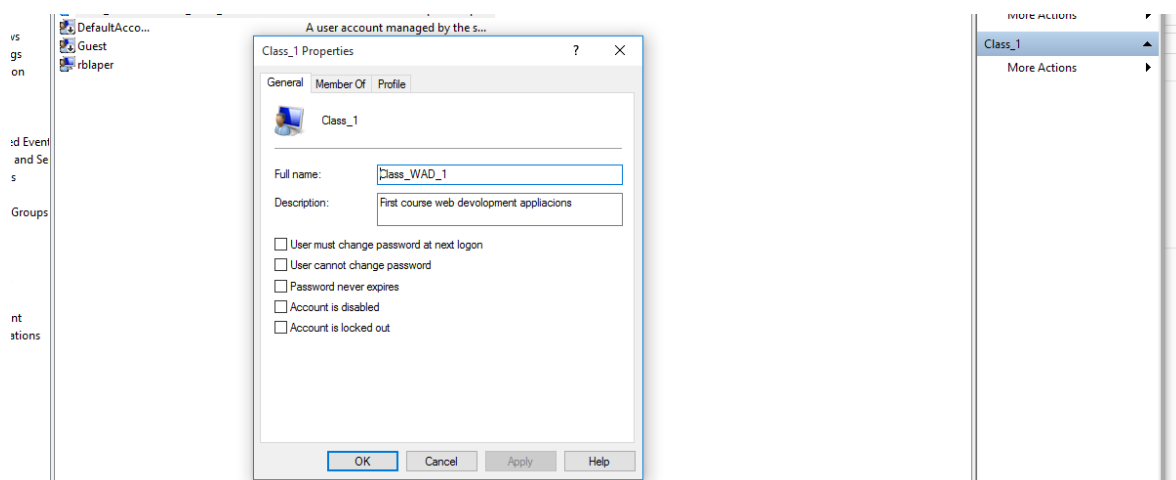 More Actions
DefaultAcco... A user account managed by the s...
vs
Guest
Class_1 Properties
?
Class_1
gs
on
rblaper
More Actions
General Member Of Profile
Class_1
ed Event
and Se
s
Full name: Class_WAD_1
Description: First course web devolopment appliacions
Groups
User must change password at next logon
User cannot change password
Password never expires
Account is disabled
nt
Account is locked out
ations
OK Cancel Apply Help